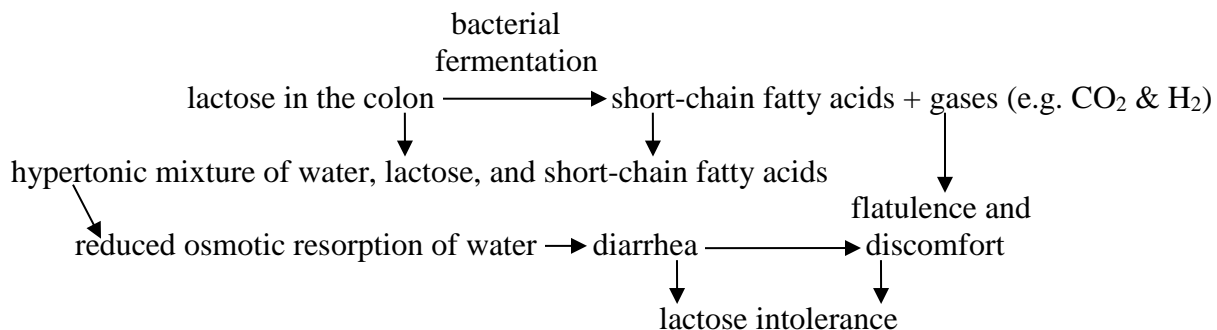 bacterial
fermentation
lactose in the colon short-chain fatty acids + gases (e.g. CO₂ & H₂)
hypertonic mixture of water, lactose, and short-chain fatty acids
flatulence and
reduced osmotic resorption of water diarrhea discomfort
lactose intolerance